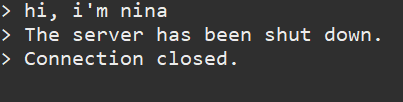 > hi, i'm nina
> The server has been shut down.
> Connection closed.